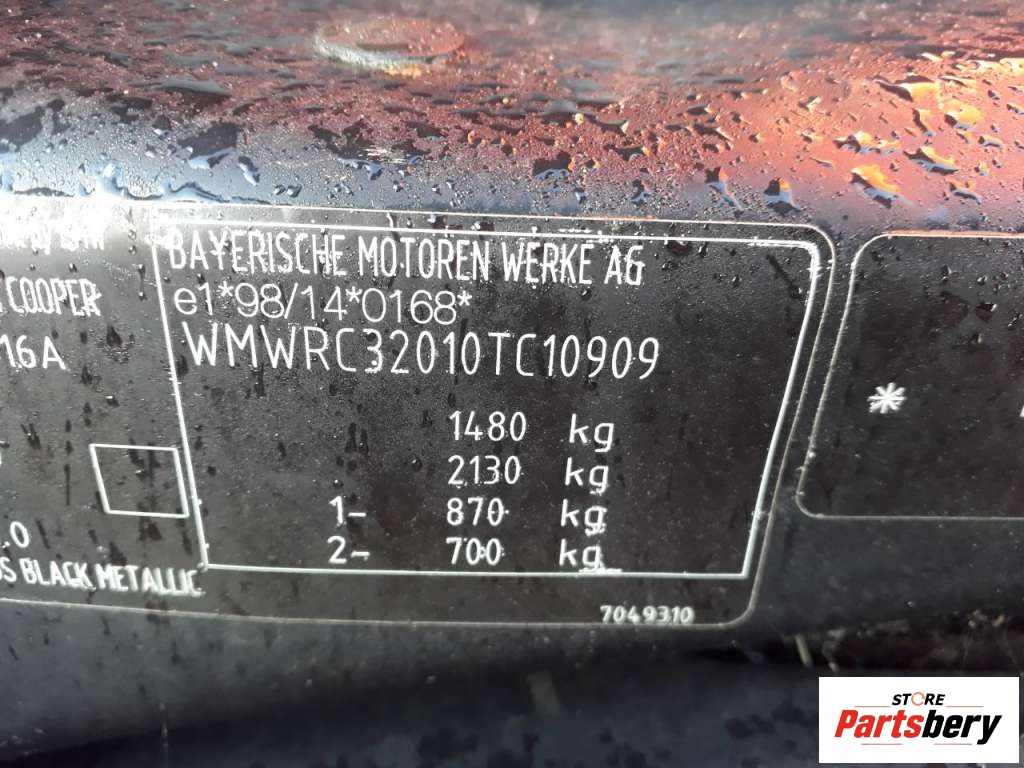 COOPER
16A
.0
BLACK METALLIC
BAYERISCHE MOTOREN WERKE AG
e1*98/14*0168*
WMWRC32010TC10909
1480 kg
2130 kg
1- 870 kg
2- 700 kg
7049310
*
STORE
Partsbery